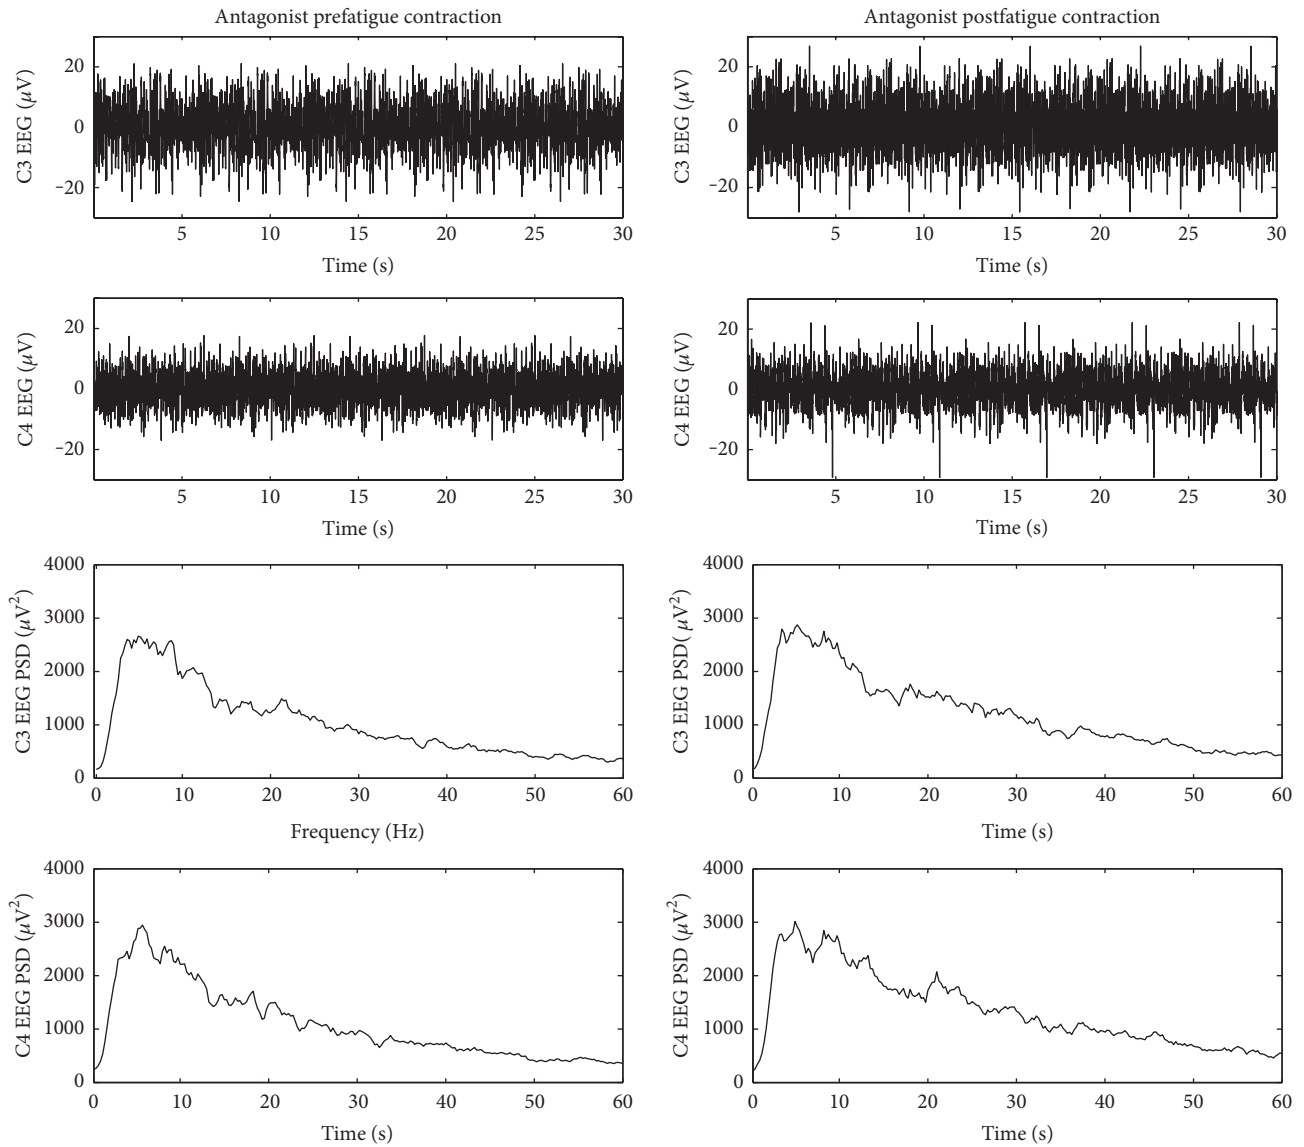 Antagonist prefatigue contraction
C3 EEG (μV)
20
0
−20
5 10 15 20 25 30
Time (s)
Antagonist postfatigue contraction
C3 EEG (μV)
20
0
−20
5 10 15 20 25 30
Time (s)
C4 EEG (μV)
20
0
−20
5 10 15 20 25 30
Time (s)
C4 EEG (μV)
20
0
−20
5 10 15 20 25 30
Time (s)
C3 EEG PSD (μV²)
4000
3000
2000
1000
0
0 10 20 30 40 50 60
Frequency (Hz)
C3 EEG PSD( μV²)
4000
3000
2000
1000
0
0 10 20 30 40 50 60
Time (s)
C4 EEG PSD (μV²)
4000
3000
2000
1000
0
0 10 20 30 40 50 60
Time (s)
C4 EEG PSD (μV²)
4000
3000
2000
1000
0
0 10 20 30 40 50 60
Time (s)